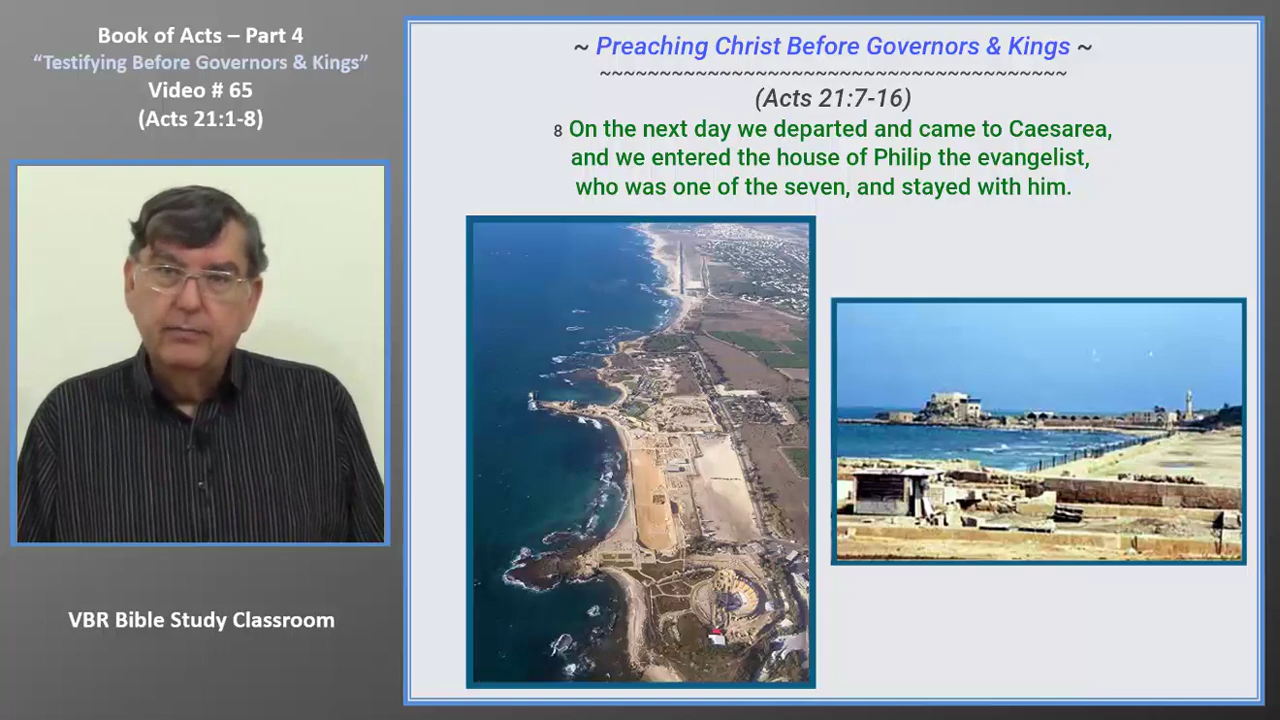 Book of Acts – Part 4
“Testifying Before Governors & Kings”
Video # 65
(Acts 21:1-8)
VBR Bible Study Classroom
~ Preaching Christ Before Governors & Kings ~
~~~~~~~~~~~~~~~~~~~~~~~~~~~~~~~~~~~~~~~
(Acts 21:7-16)
8 On the next day we departed and came to Caesarea,
and we entered the house of Philip the evangelist,
who was one of the seven, and stayed with him.